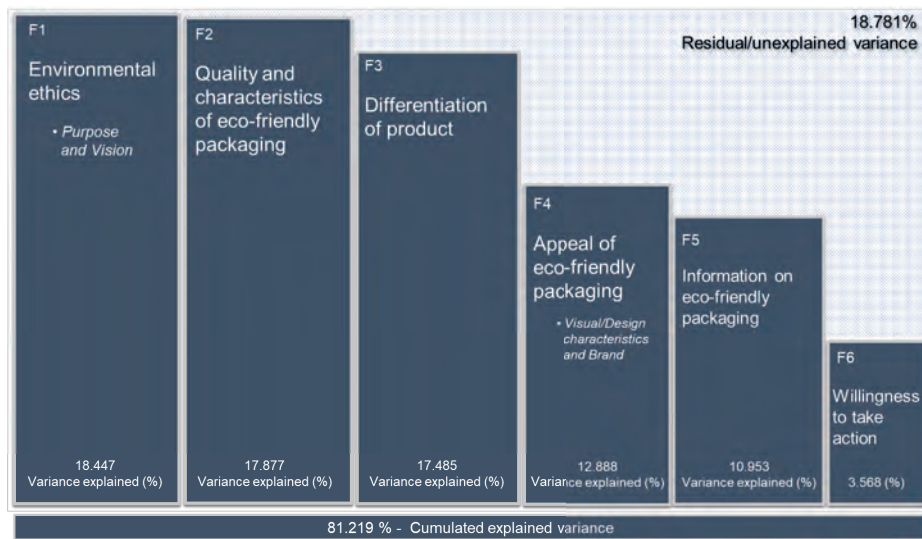 18.781%
Residual/unexplained variance
F1
Environmental
ethics
• Purpose
and Vision
18.447
Variance explained (%)
F2
Quality and
characteristics
of eco-friendly
packaging
17.877
Variance explained (%)
F3
Differentiation
of product
17.485
Variance explained (%)
F4
Appeal of
eco-friendly
packaging
• Visual/Design
characteristics
and Brand
12.888
Variance explained (%)
F5
Information on
eco-friendly
packaging
10.953
Variance explained (%)
F6
Willingness
to take
action
3.568 (%)
81.219 % - Cumulated explained variance